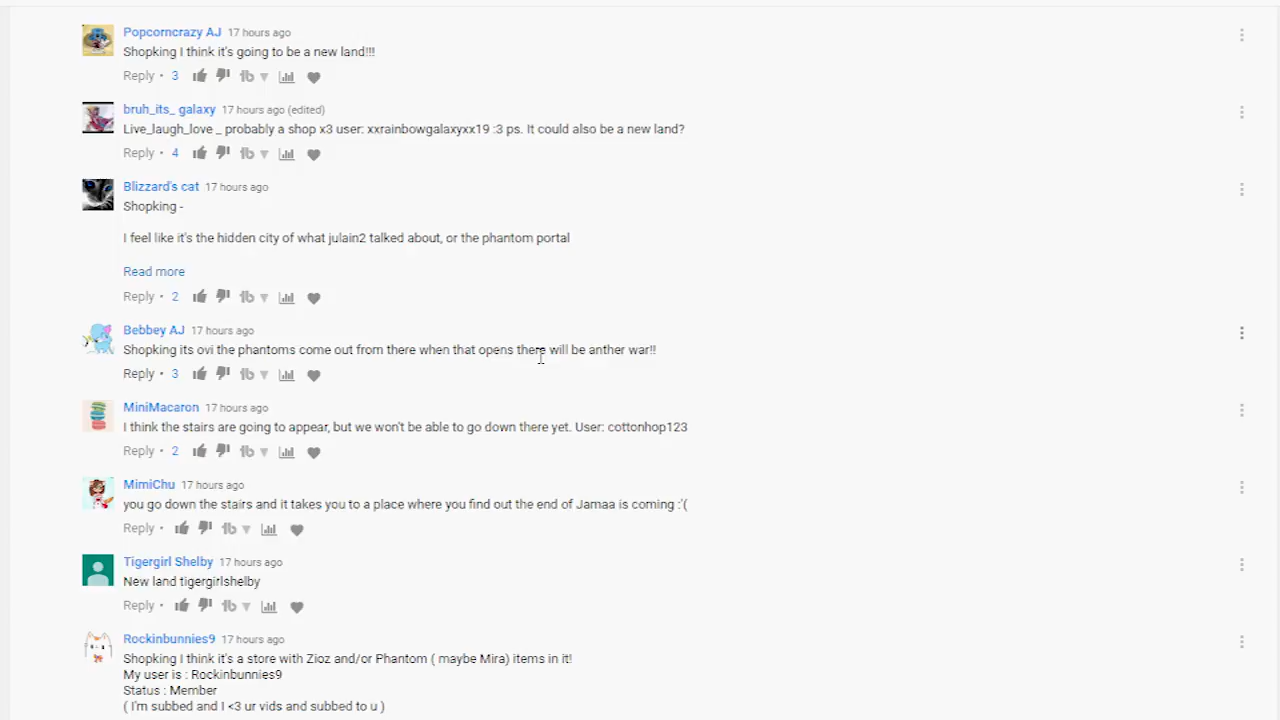 Popcorncrazy AJ 17 hours ago
Shopking I think it's going to be a new land!!!
Reply • 3
bruh_its_ galaxy 17 hours ago (edited)
Live_laugh_love _ probably a shop x3 user: xxrainbowgalaxyxx19 :3 ps. It could also be a new land?
Reply • 4
Blizzard's cat 17 hours ago
Shopking -
I feel like it's the hidden city of what julain2 talked about, or the phantom portal
Read more
Reply • 2
Bebbey AJ 17 hours ago
Shopking its ovi the phantoms come out from there when that opens there will be anther war!!
Reply • 3
MiniMacaron 17 hours ago
I think the stairs are going to appear, but we won't be able to go down there yet. User: cottonhop123
Reply • 2
MimiChu 17 hours ago
you go down the stairs and it takes you to a place where you find out the end of Jamaa is coming :'(
Reply •
Tigergirl Shelby 17 hours ago
New land tigergirlshelby
Reply •
Rockinbunnies9 17 hours ago
Shopking I think it's a store with Zioz and/or Phantom ( maybe Mira) items in it!
My user is : Rockinbunnies9
Status : Member
( I'm subbed and I <3 ur vids and subbed to u )